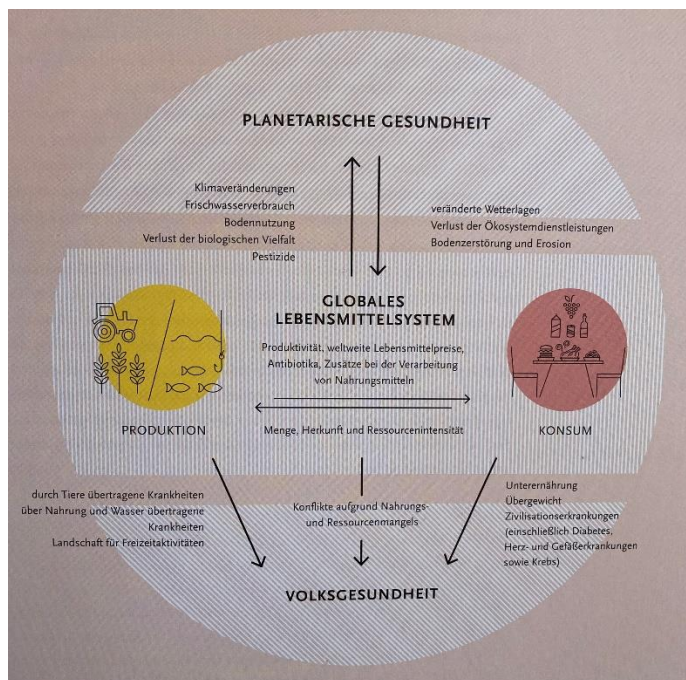 PLANETARISCHE GESUNDHEIT
Klimaveränderungen
Frischwasserverbrauch
Bodennutzung
Verlust der biologischen Vielfalt
Pestizide
veränderte Wetterlagen
Verlust der Ökosystemdienstleistungen
Bodenzerstörung und Erosion
GLOBALES
LEBENSMITTELSYSTEM
Produktivität, weltweite Lebensmittelpreise,
Antibiotika, Zusätze bei der Verarbeitung
von Nahrungsmitteln
PRODUKTION
Menge, Herkunft und Ressourcenintensität
KONSUM
durch Tiere übertragene Krankheiten
über Nahrung und Wasser übertragene
Krankheiten
Landschaft für Freizeitaktivitäten
Konflikte aufgrund Nahrungs-
und Ressourcenmangels
Unterernährung
Übergewicht
Zivilisationserkrankungen
(einschließlich Diabetes,
Herz- und Gefäßerkrankungen
sowie Krebs)
VOLKSGESUNDHEIT